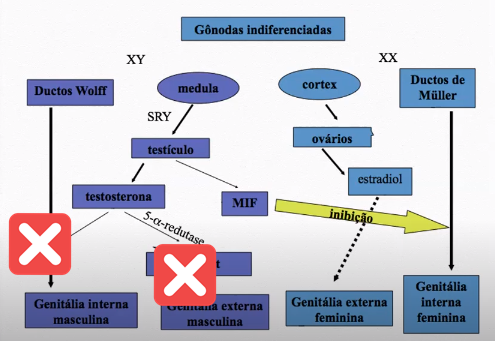 Gônodas indiferenciadas
XY
XX
Ductos Wolff
medula
cortex
Ductos de
Müller
SRY
testículo
ovários
testosterona
MIF
estradiol
5-α-redutase
inibição
Genitália interna
masculina
Genitália externa
masculina
Genitália externa
feminina
Genitália
interna
feminina